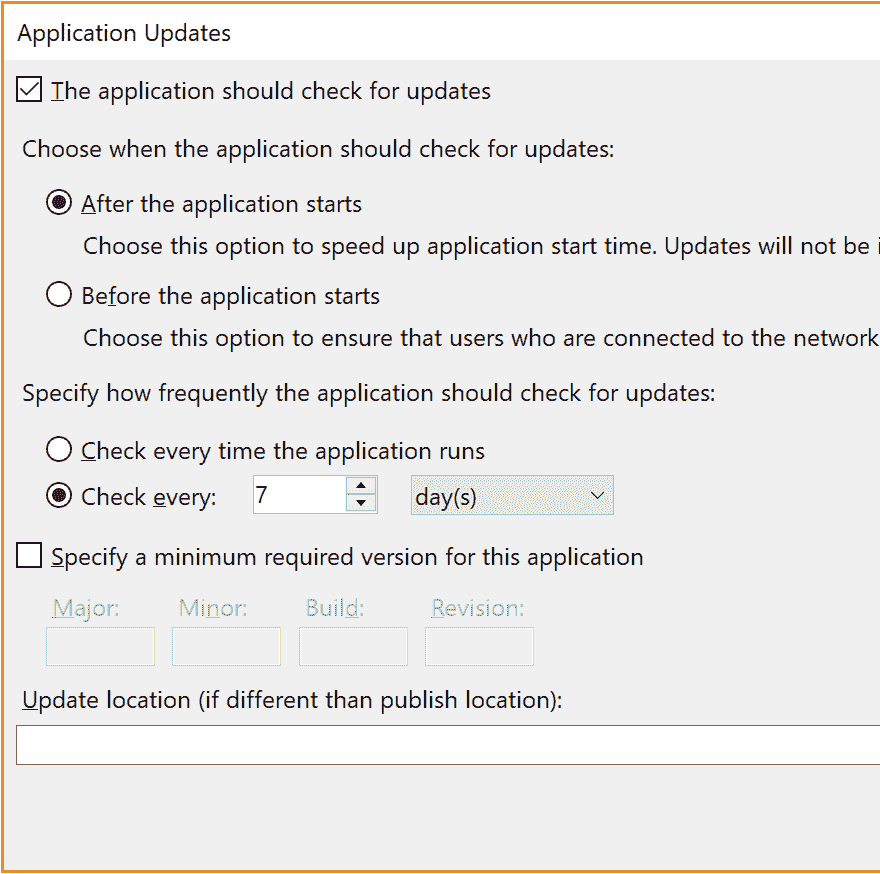 Application Updates
The application should check for updates
Choose when the application should check for updates:
After the application starts
Choose this option to speed up application start time. Updates will not be
Before the application starts
Choose this option to ensure that users who are connected to the network
Specify how frequently the application should check for updates:
Check every time the application runs
Check every: 7 day(s)
Specify a minimum required version for this application
Major: Minor: Build: Revision:
Update location (if different than publish location):